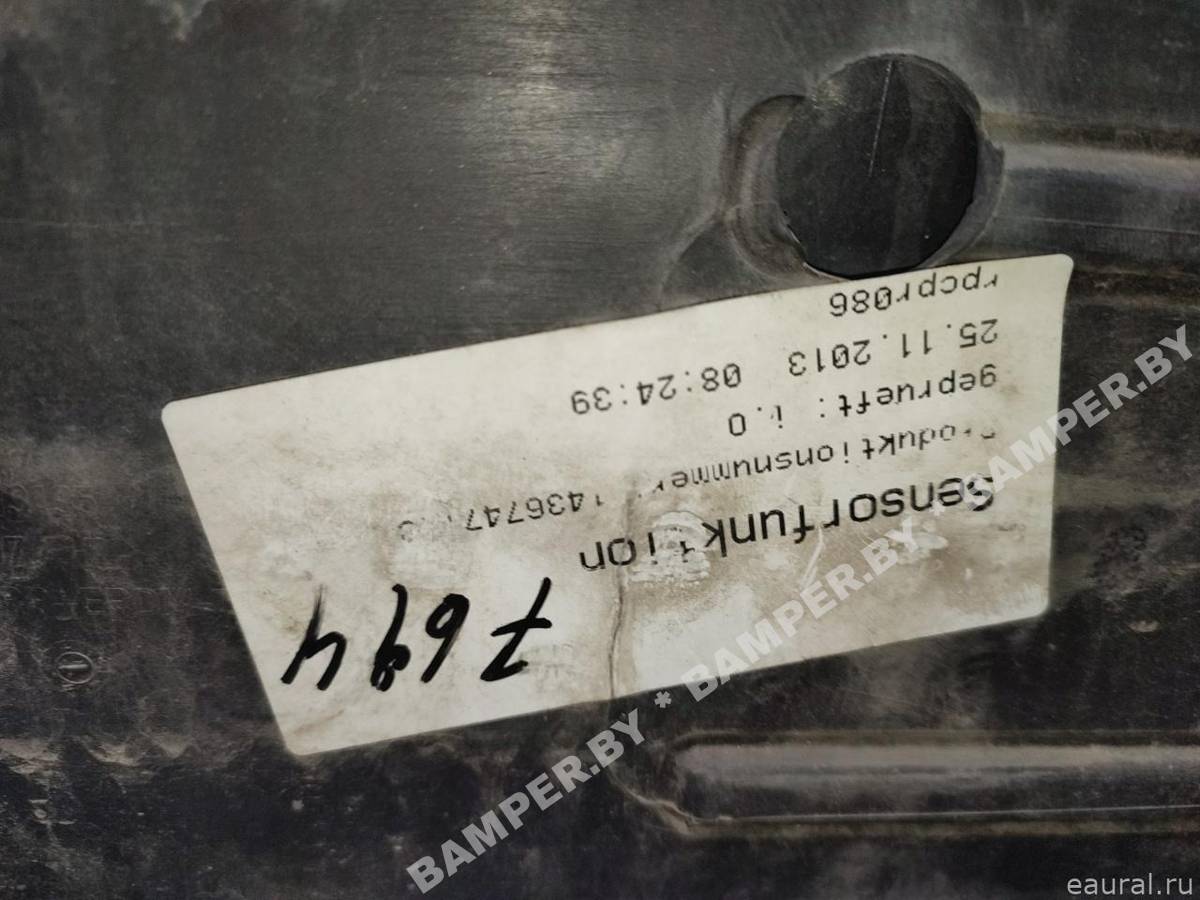 7694
Sensorfunktion
Produktionsnummer:
geprueft: i.O
25.11.2013 08:24:39
rpcpr086
BAMPER.BY * BAMPER.BY * BAMPER.BY
eaural.ru